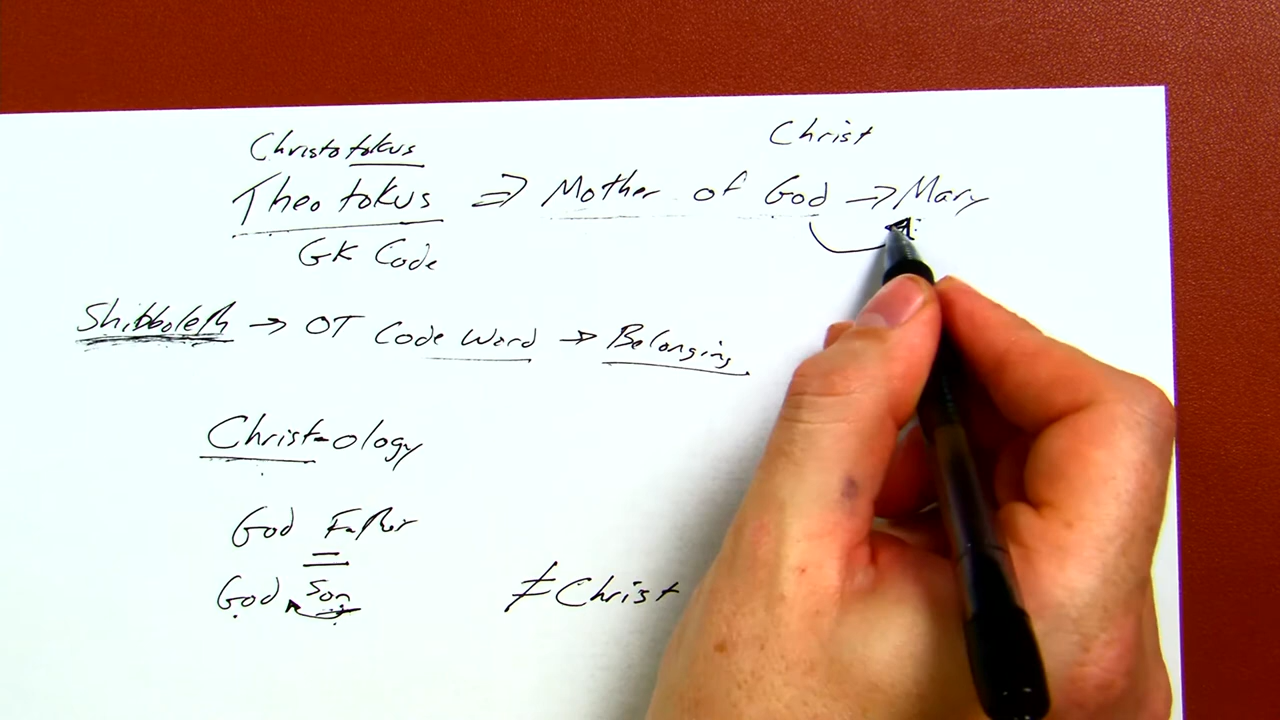 Christotokus Christ
Theotokus ⇒ Mother of God → Mary
GK Code
Shibboleth → OT Code Word → Belonging
Christ-ology
God Father
=
God Son ≠ Christ